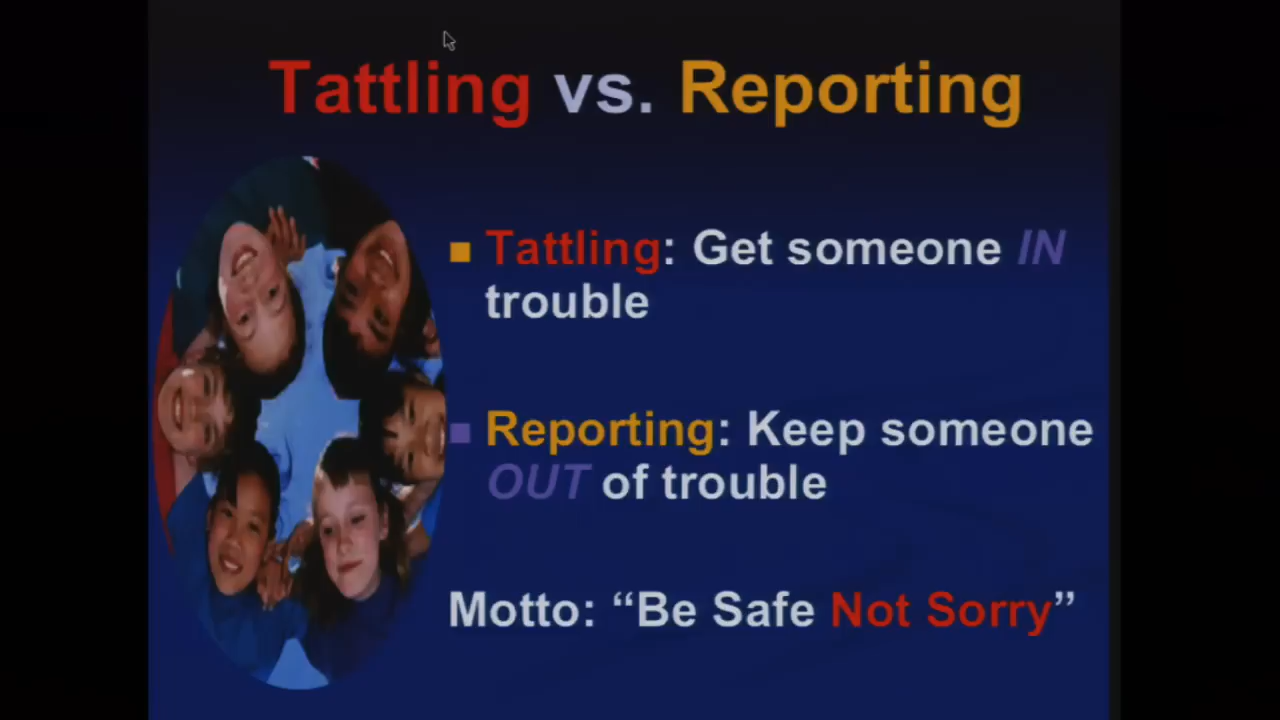 Tattling vs. Reporting
Tattling: Get someone IN
trouble
Reporting: Keep someone
OUT of trouble
Motto: “Be Safe Not Sorry”